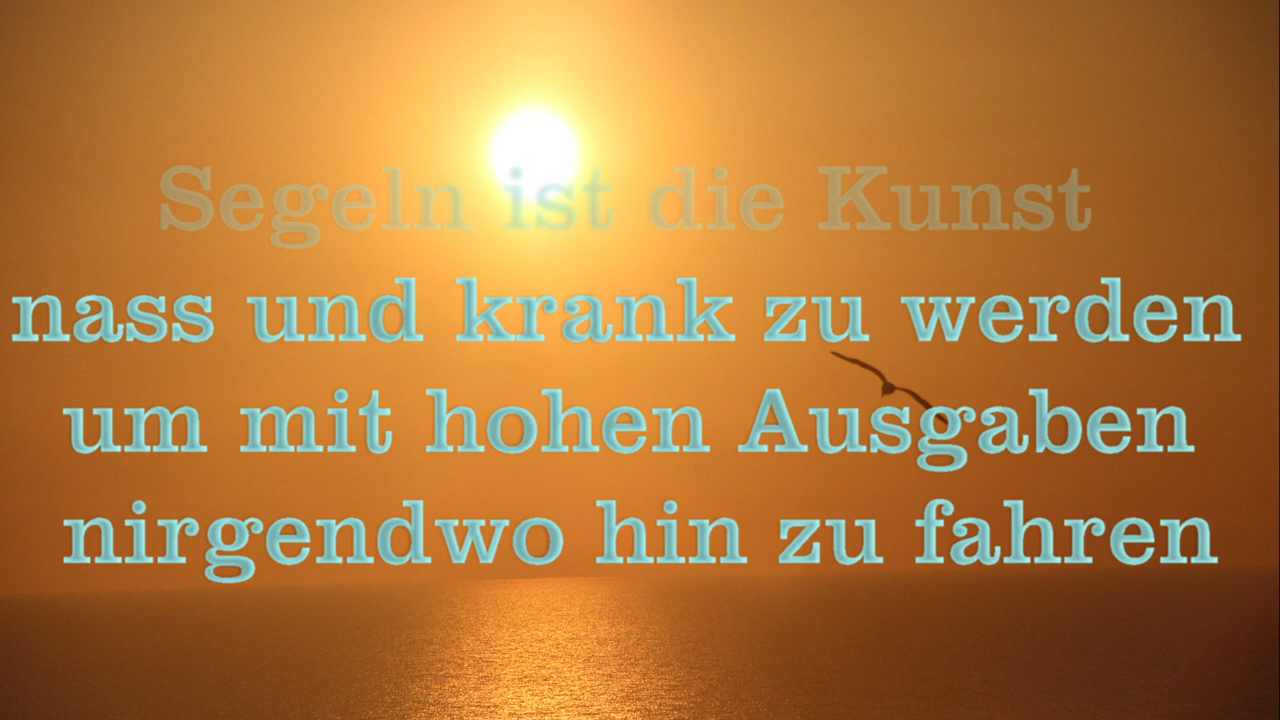 Segeln ist die Kunst
nass und krank zu werden
um mit hohen Ausgaben
nirgendwo hin zu fahren